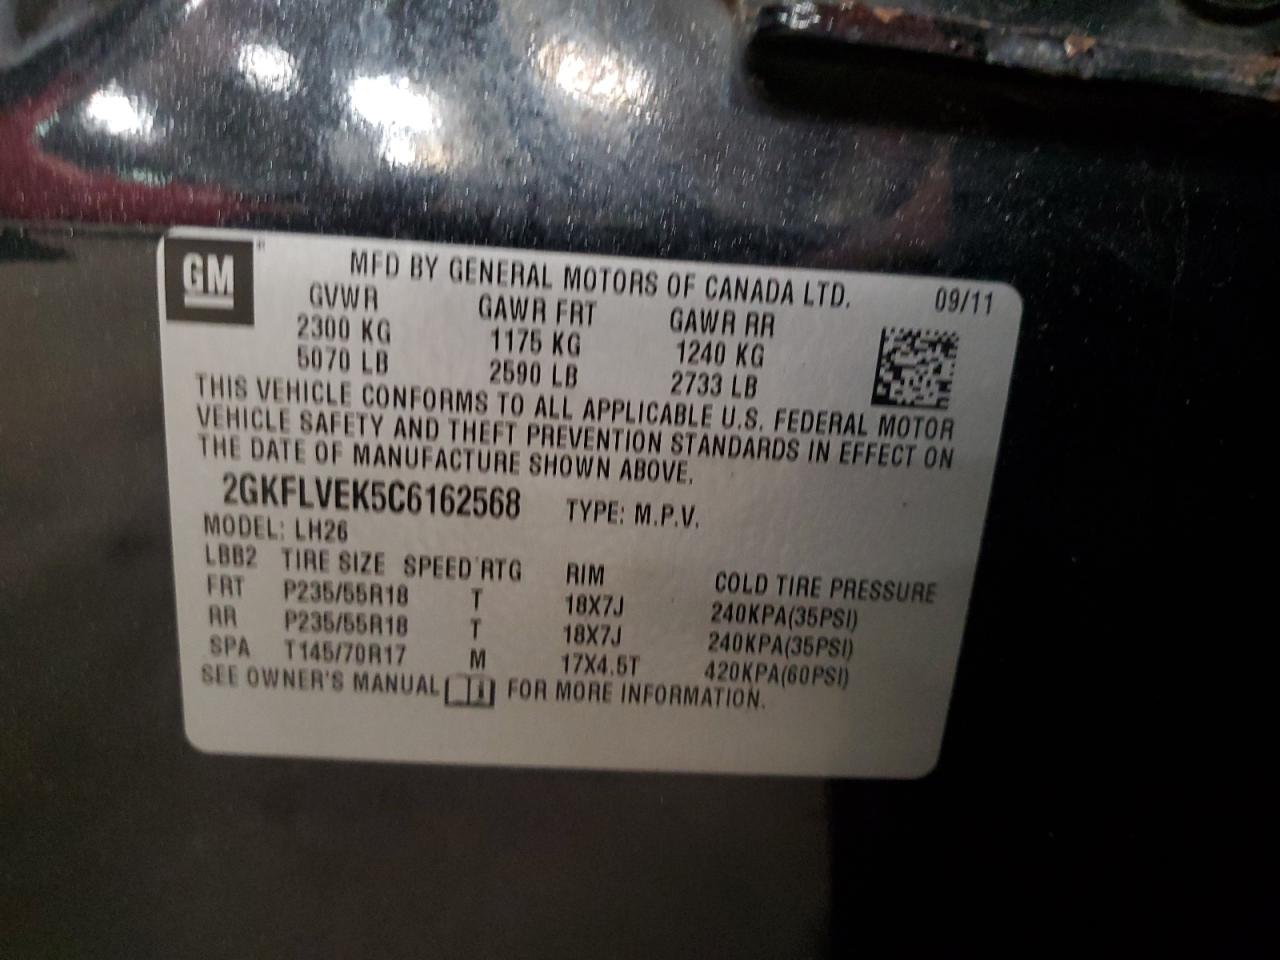 GM
MFD BY GENERAL MOTORS OF CANADA LTD. 09/11
GVWR GAWR FRT GAWR RR
2300 KG 1175 KG 1240 KG
5070 LB 2590 LB 2733 LB
THIS VEHICLE CONFORMS TO ALL APPLICABLE U.S. FEDERAL MOTOR
VEHICLE SAFETY AND THEFT PREVENTION STANDARDS IN EFFECT ON
THE DATE OF MANUFACTURE SHOWN ABOVE.
2GKFLVEK5C6162568 TYPE: M.P.V.
MODEL: LH26
LBB2 TIRE SIZE SPEED RTG RIM COLD TIRE PRESSURE
FRT P235/55R18 T 18X7J 240KPA(35PSI)
RR P235/55R18 T 18X7J 240KPA(35PSI)
SPA T145/70R17 M 17X4.5T 420KPA(60PSI)
SEE OWNER'S MANUAL FOR MORE INFORMATION.